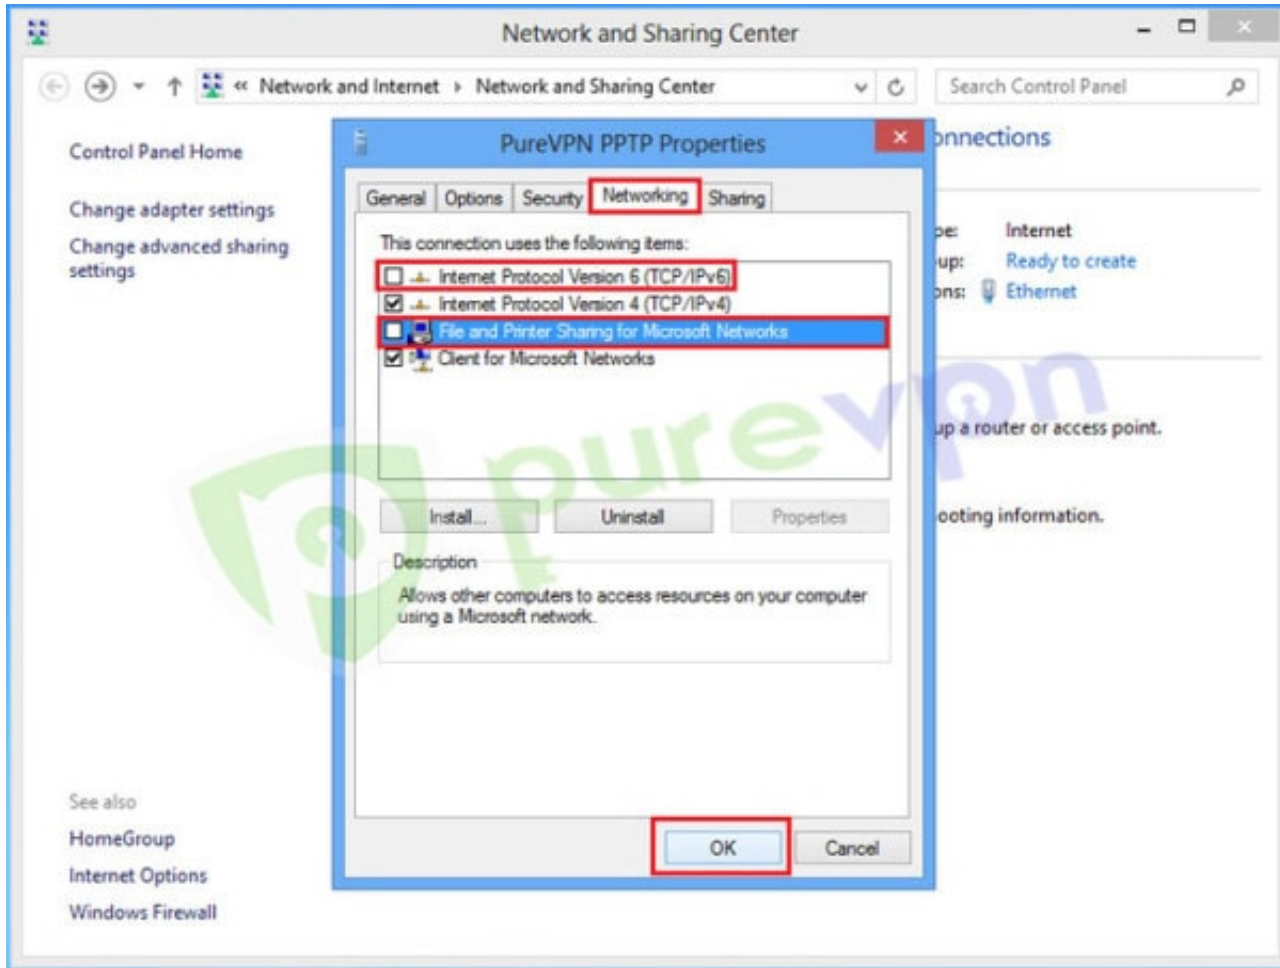 Network and Sharing Center
« Network and Internet Network and Sharing Center
Search Control Panel
Control Panel Home
Change adapter settings
Change advanced sharing
settings
See also
HomeGroup
Internet Options
Windows Firewall
PureVPN PPTP Properties
General Options Security Networking Sharing
This connection uses the following items:
Internet Protocol Version 6 (TCP/IPv6)
Internet Protocol Version 4 (TCP/IPv4)
File and Printer Sharing for Microsoft Networks
Client for Microsoft Networks
Install... Uninstall Properties
Description
Allows other computers to access resources on your computer
using a Microsoft network.
OK Cancel
onnections
pe: Internet
up: Ready to create
ons: Ethernet
up a router or access point.
ooting information.
purevpn